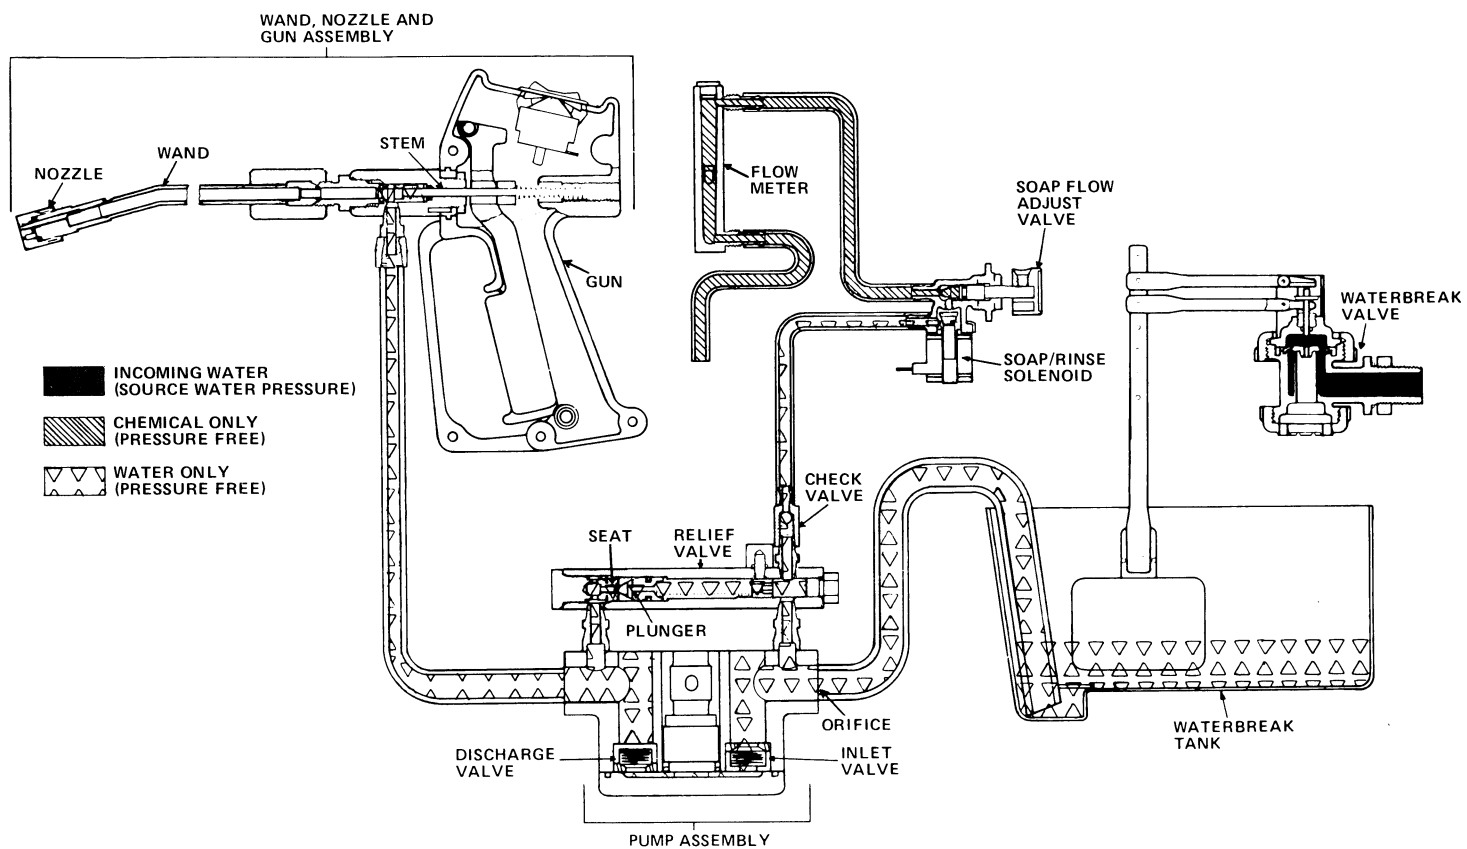 WAND, NOZZLE AND
GUN ASSEMBLY
NOZZLE
WAND
STEM
GUN
FLOW
METER
SOAP FLOW
ADJUST
VALVE
WATERBREAK
VALVE
SOAP/RINSE
SOLENOID
INCOMING WATER
(SOURCE WATER PRESSURE)
CHEMICAL ONLY
(PRESSURE FREE)
WATER ONLY
(PRESSURE FREE)
CHECK
VALVE
SEAT
RELIEF
VALVE
PLUNGER
ORIFICE
WATERBREAK
TANK
DISCHARGE
VALVE
INLET
VALVE
PUMP ASSEMBLY